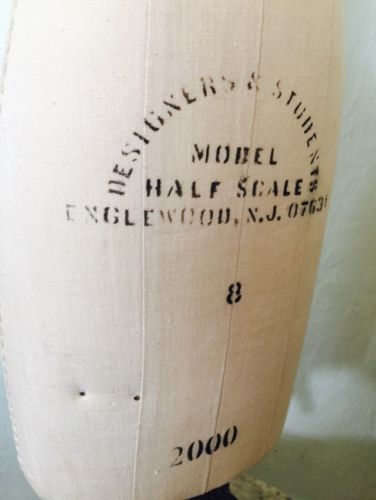 DESIGNERS & STUDENTS
MODEL
HALF SCALE
ENGLEWOOD, N.J. 07631
8
2000